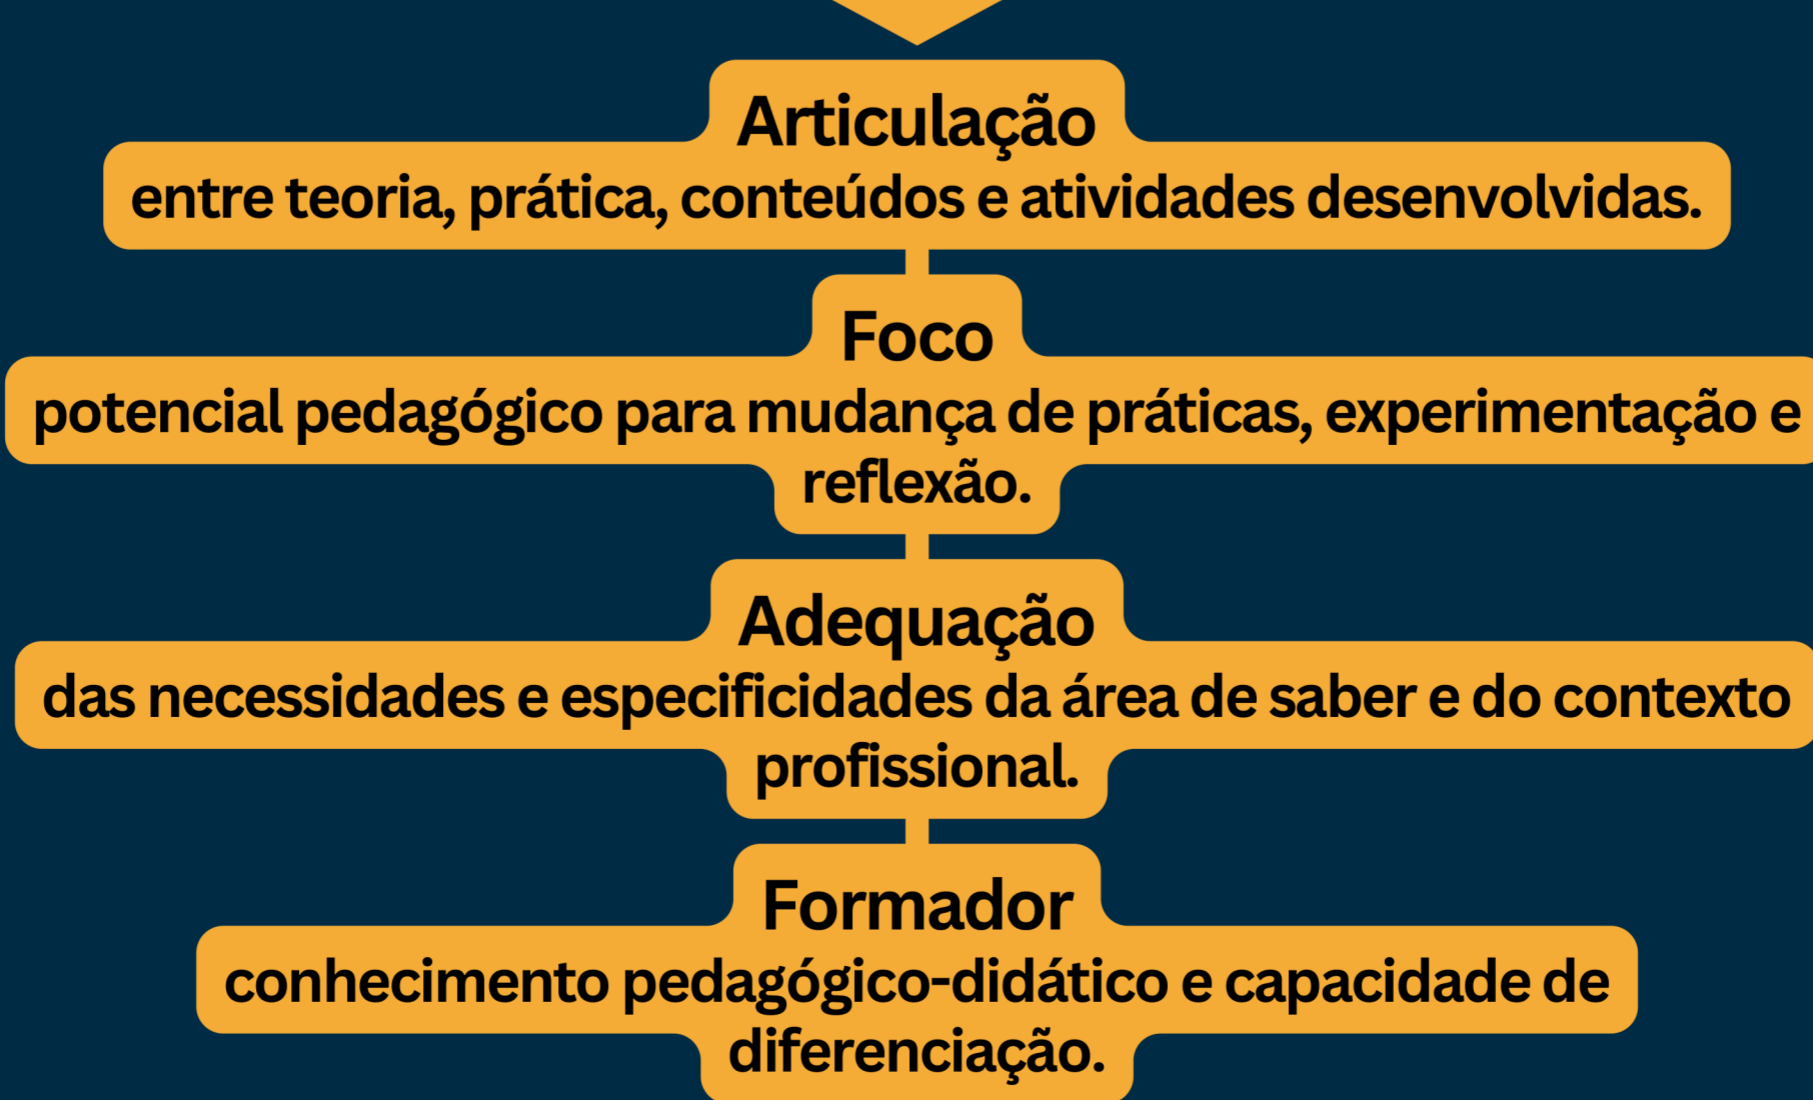 Articulação
entre teoria, prática, conteúdos e atividades desenvolvidas.
Foco
potencial pedagógico para mudança de práticas, experimentação e
reflexão.
Adequação
das necessidades e especificidades da área de saber e do contexto
profissional.
Formador
conhecimento pedagógico-didático e capacidade de
diferenciação.